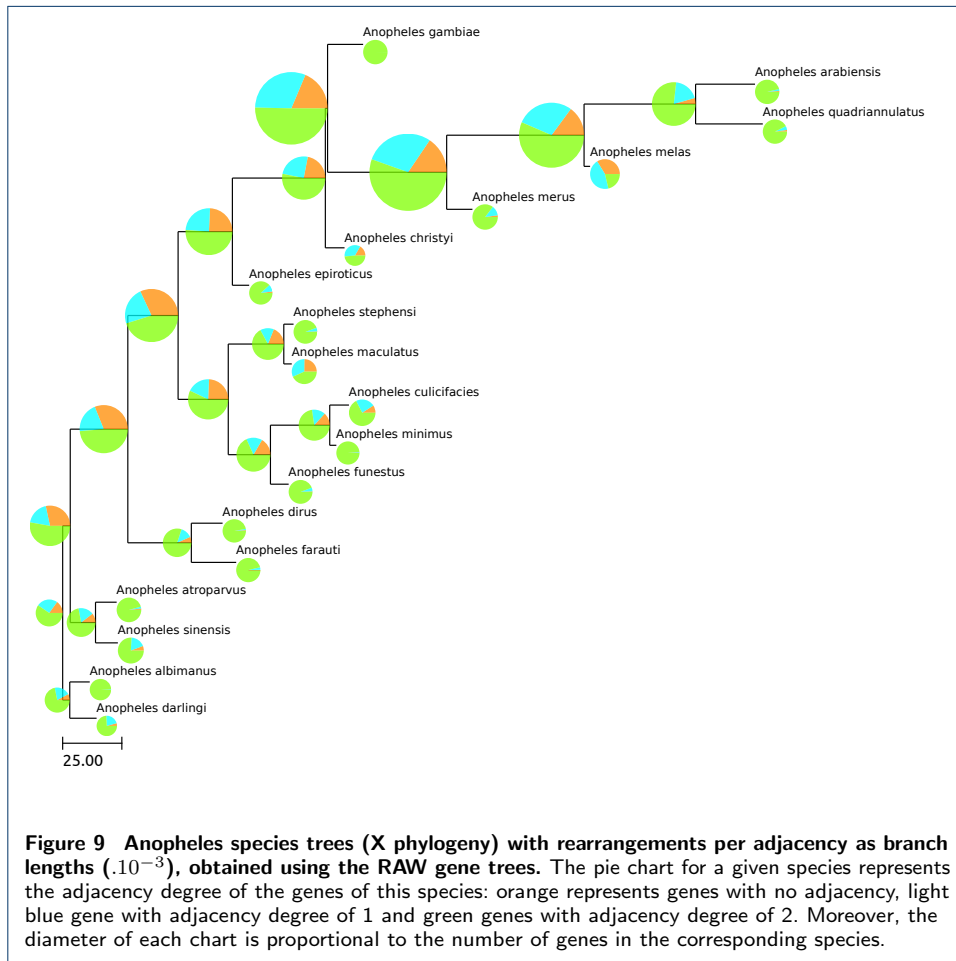 Anopheles gambiae
Anopheles arabiensis
Anopheles quadriannulatus
Anopheles melas
Anopheles merus
Anopheles christyi
Anopheles epiroticus
Anopheles stephensi
Anopheles maculatus
Anopheles culicifacies
Anopheles minimus
Anopheles funestus
Anopheles dirus
Anopheles farauti
Anopheles atroparvus
Anopheles sinensis
Anopheles albimanus
Anopheles darlingi
25.00
Figure 9 Anopheles species trees (X phylogeny) with rearrangements per adjacency as branch
lengths (.10⁻³), obtained using the RAW gene trees. The pie chart for a given species represents
the adjacency degree of the genes of this species: orange represents genes with no adjacency, light
blue gene with adjacency degree of 1 and green genes with adjacency degree of 2. Moreover, the
diameter of each chart is proportional to the number of genes in the corresponding species.